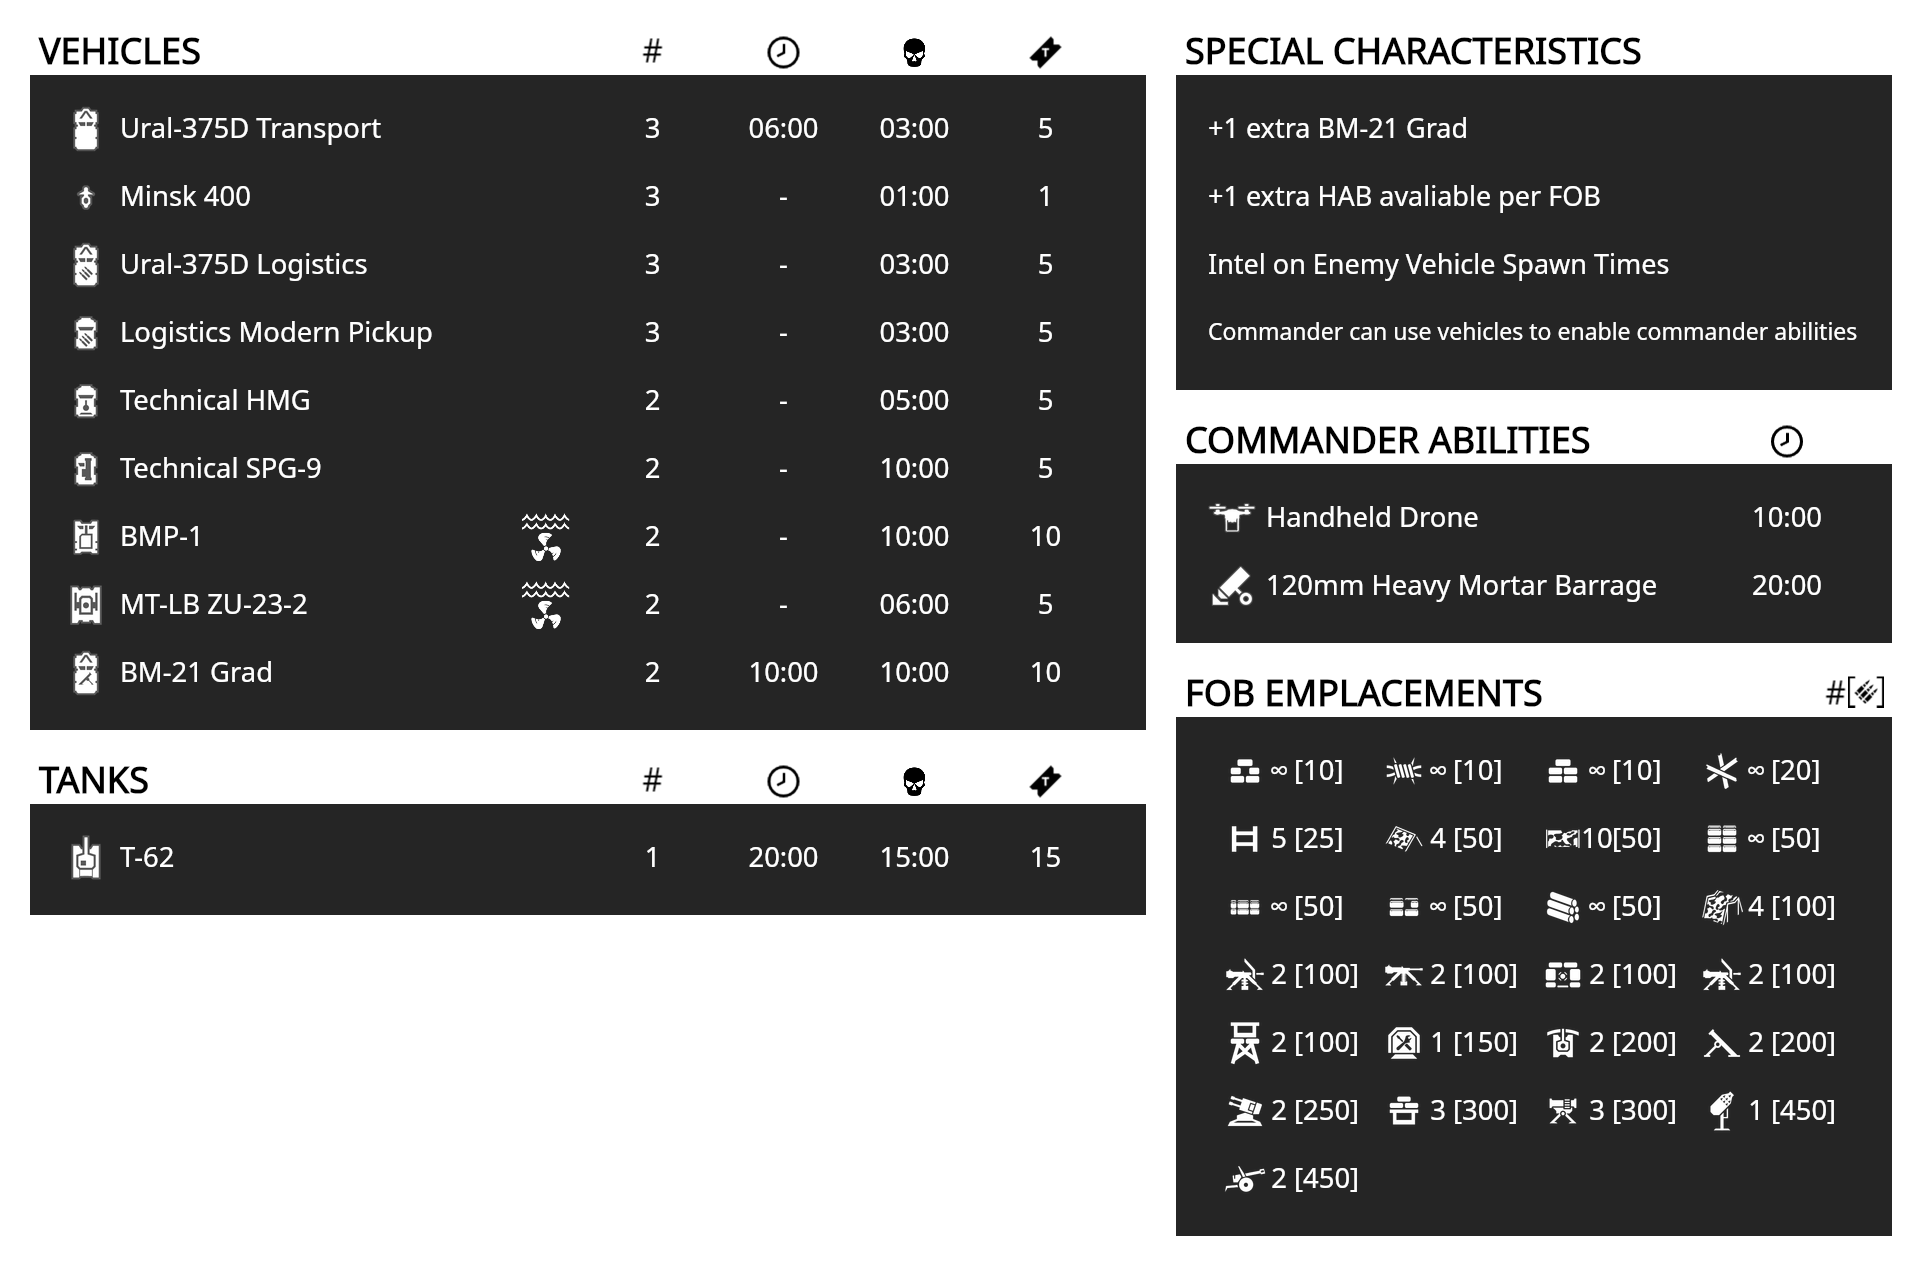 VEHICLES #
Ural-375D Transport 3 06:00 03:00 5
Minsk 400 3 - 01:00 1
Ural-375D Logistics 3 - 03:00 5
Logistics Modern Pickup 3 - 03:00 5
Technical HMG 2 - 05:00 5
Technical SPG-9 2 - 10:00 5
BMP-1 2 - 10:00 10
MT-LB ZU-23-2 2 - 06:00 5
BM-21 Grad 2 10:00 10:00 10
TANKS #
T-62 1 20:00 15:00 15
SPECIAL CHARACTERISTICS
+1 extra BM-21 Grad
+1 extra HAB avaliable per FOB
Intel on Enemy Vehicle Spawn Times
Commander can use vehicles to enable commander abilities
COMMANDER ABILITIES
Handheld Drone 10:00
120mm Heavy Mortar Barrage 20:00
FOB EMPLACEMENTS #[]
∞ [10] ∞ [10] ∞ [10] ∞ [20]
5 [25] 4 [50] 10[50] ∞ [50]
∞ [50] ∞ [50] ∞ [50] 4 [100]
2 [100] 2 [100] 2 [100] 2 [100]
2 [100] 1 [150] 2 [200] 2 [200]
2 [250] 3 [300] 3 [300] 1 [450]
2 [450]